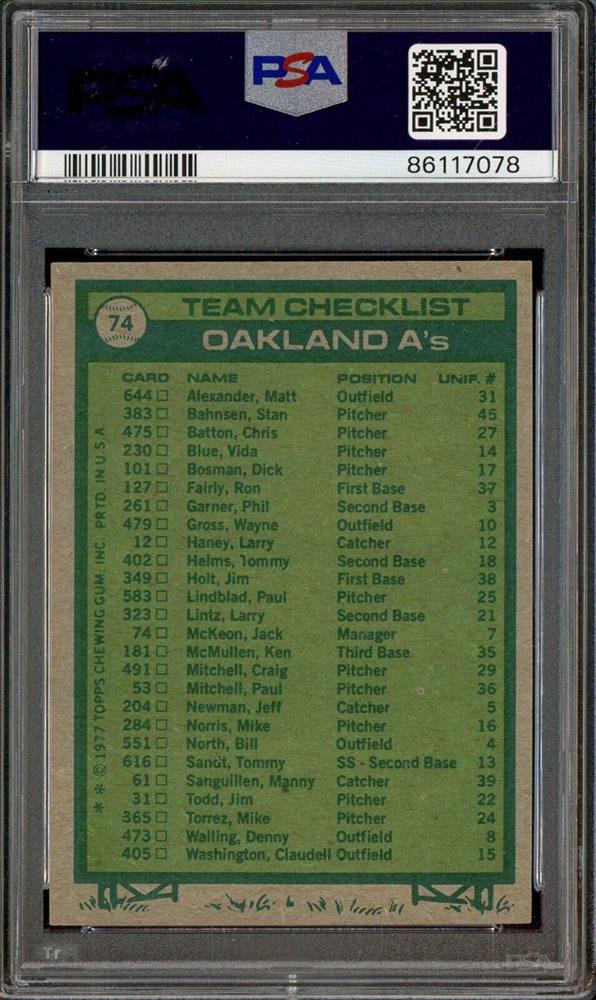 PSA
PSA
86117078
74
TEAM CHECKLIST
OAKLAND A's
CARD NAME POSITION UNIF. #
644 □ Alexander, Matt Outfield 31
383 □ Bahnsen, Stan Pitcher 45
475 □ Batton, Chris Pitcher 27
230 □ Blue, Vida Pitcher 14
101 □ Bosman, Dick Pitcher 17
127 □ Fairly, Ron First Base 37
261 □ Garner, Phil Second Base 3
479 □ Gross, Wayne Outfield 10
12 □ Haney, Larry Catcher 12
402 □ Helms, Tommy Second Base 18
349 □ Holt, Jim First Base 38
583 □ Lindblad, Paul Pitcher 25
323 □ Lintz, Larry Second Base 21
74 □ McKeon, Jack Manager 7
181 □ McMullen, Ken Third Base 35
491 □ Mitchell, Craig Pitcher 29
53 □ Mitchell, Paul Pitcher 36
204 □ Newman, Jeff Catcher 5
284 □ Norris, Mike Pitcher 16
551 □ North, Bill Outfield 4
616 □ Sandt, Tommy SS - Second Base 13
61 □ Sanguillen, Manny Catcher 39
31 □ Todd, Jim Pitcher 22
365 □ Torrez, Mike Pitcher 24
473 □ Walling, Denny Outfield 8
405 □ Washington, Claudell Outfield 15
* * © 1977 TOPPS CHEWING GUM, INC. PRTD. IN U.S.A
PSA